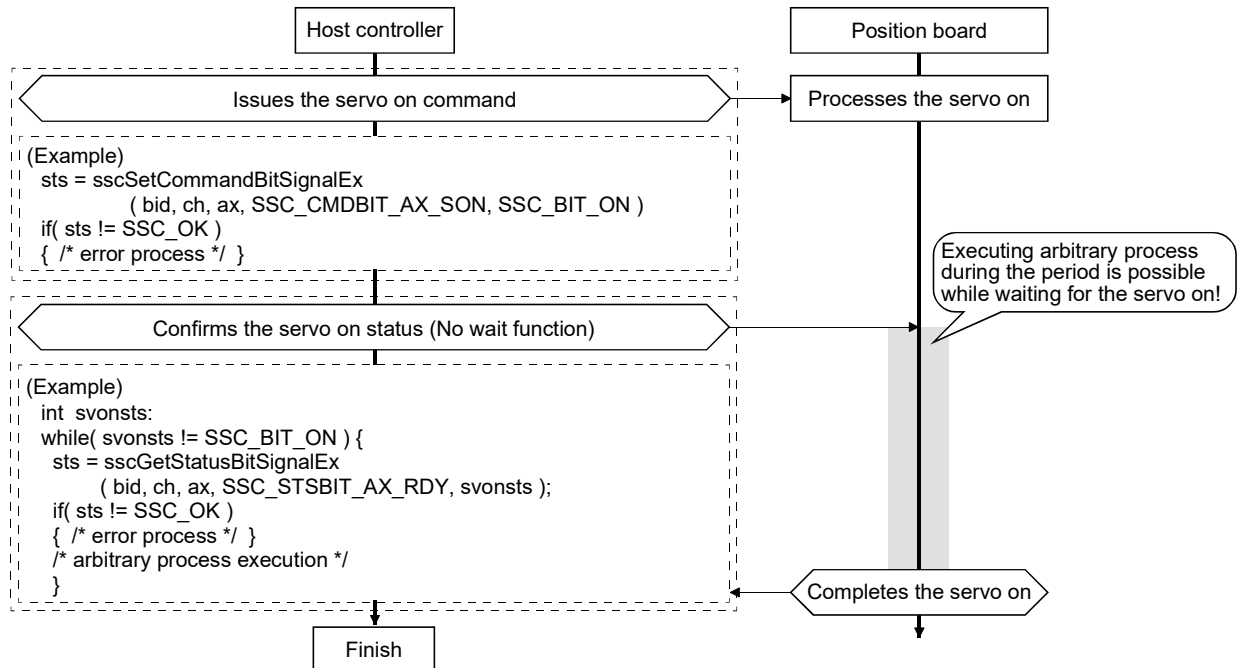 Host controller
Position board
Issues the servo on command
Processes the servo on
(Example)
sts = sscSetCommandBitSignalEx
( bid, ch, ax, SSC_CMDBIT_AX_SON, SSC_BIT_ON )
if( sts != SSC_OK )
{ /* error process */ }
Executing arbitrary process
during the period is possible
while waiting for the servo on!
Confirms the servo on status (No wait function)
(Example)
int svonsts:
while( svonsts != SSC_BIT_ON ) {
sts = sscGetStatusBitSignalEx
( bid, ch, ax, SSC_STSBIT_AX_RDY, svonsts );
if( sts != SSC_OK )
{ /* error process */ }
/* arbitrary process execution */
}
Completes the servo on
Finish